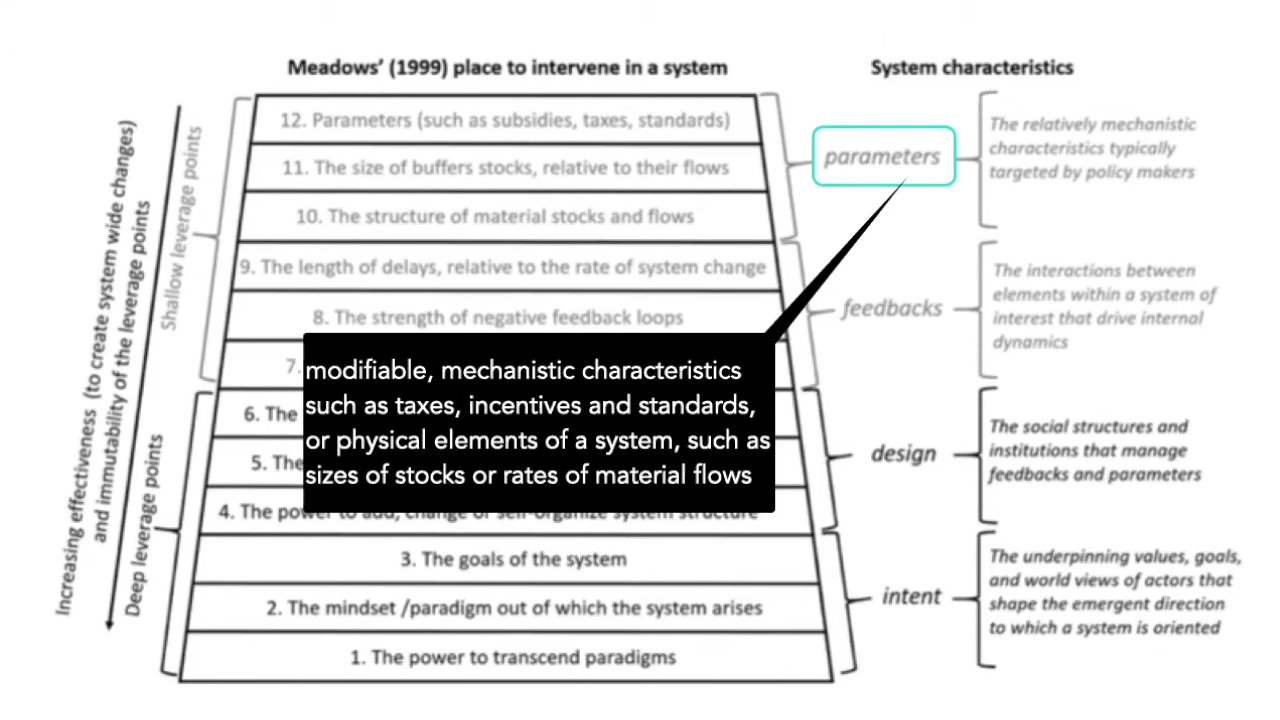 Meadows' (1999) place to intervene in a system
System characteristics
Increasing effectiveness (to create system wide changes)
and immutability of the leverage points
Shallow leverage points
Deep leverage points
12. Parameters (such as subsidies, taxes, standards)
11. The size of buffers stocks, relative to their flows
10. The structure of material stocks and flows
9. The length of delays, relative to the rate of system change
8. The strength of negative feedback loops
7.
6. The
5. The
4. The power to add, change or self-organize system structure
3. The goals of the system
2. The mindset /paradigm out of which the system arises
1. The power to transcend paradigms
modifiable, mechanistic characteristics
such as taxes, incentives and standards,
or physical elements of a system, such as
sizes of stocks or rates of material flows
parameters
The relatively mechanistic
characteristics typically
targeted by policy makers
feedbacks
The interactions between
elements within a system of
interest that drive internal
dynamics
design
The social structures and
institutions that manage
feedbacks and parameters
intent
The underpinning values, goals,
and world views of actors that
shape the emergent direction
to which a system is oriented